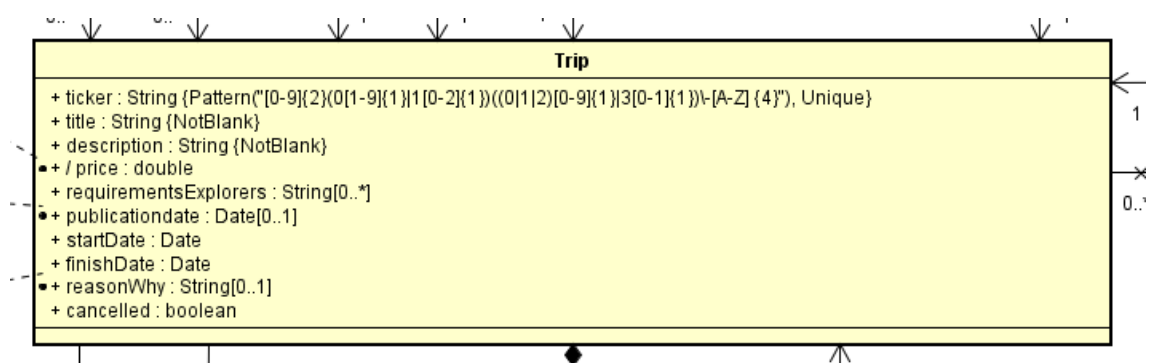 Trip
+ ticker : String {Pattern("[0-9]{2}(0[1-9]{1}|1[0-2]{1})((0|1|2)[0-9]{1}|3[0-1]{1})\-[A-Z] {4}"), Unique}
+ title : String {NotBlank}
+ description : String {NotBlank}
+ / price : double
+ requirementsExplorers : String[0..*]
+ publicationdate : Date[0..1]
+ startDate : Date
+ finishDate : Date
+ reasonWhy : String[0..1]
+ cancelled : boolean
1
0..*